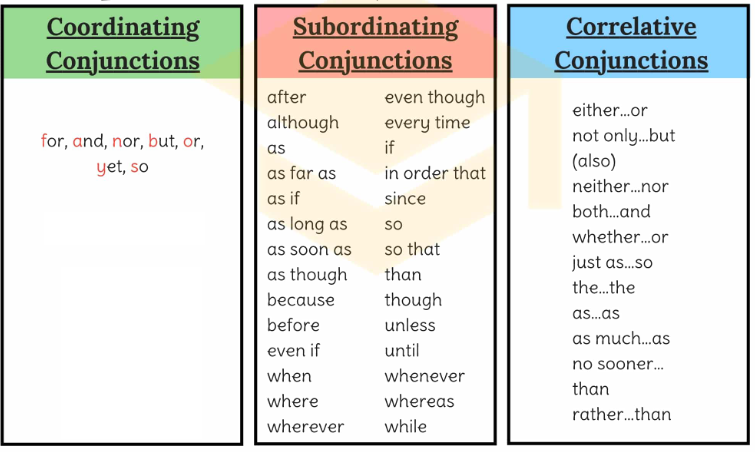 Coordinating
Conjunctions
for, and, nor, but, or,
yet, so
Subordinating
Conjunctions
after
although
as
as far as
as if
as long as
as soon as
as though
because
before
even if
when
where
wherever
even though
every time
if
in order that
since
so
so that
than
though
unless
until
whenever
whereas
while
Correlative
Conjunctions
either...or
not only...but
(also)
neither...nor
both...and
whether...or
just as...so
the...the
as...as
as much...as
no sooner...
than
rather...than